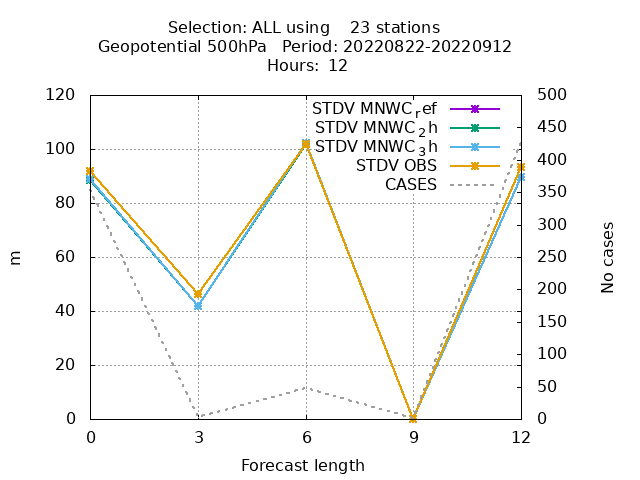 Selection: ALL using    23 stations
Geopotential 500hPa   Period: 20220822-20220912
Hours:  12
STDV MNWC_ref
STDV MNWC_2h
STDV MNWC_3h
STDV OBS
CASES
120
100
80
60
40
20
0
500
450
400
350
300
250
200
150
100
50
0
m
No cases
0 3 6 9 12
Forecast length